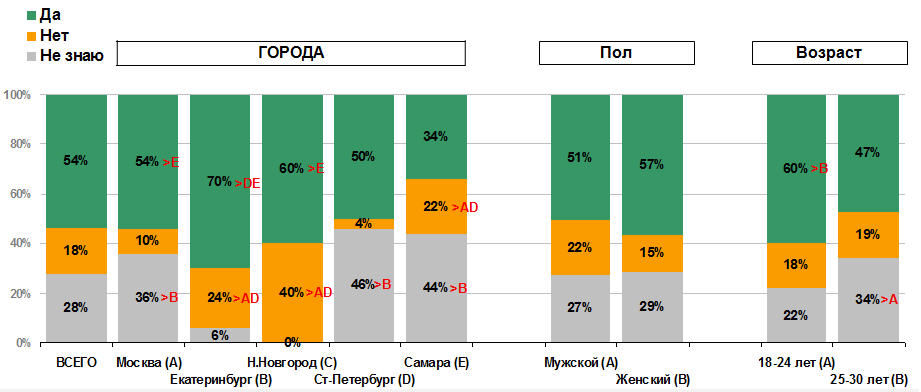 Да
Нет
Не знаю
ГОРОДА
Пол
Возраст
100%
80%
60%
40%
20%
0%
54%
18%
28%
54% >E
10%
36% >B
70% >DE
24% >AD
6%
60% >E
40% >AD
0%
50%
4%
46% >B
34%
22% >AD
44% >B
51%
22%
27%
57%
15%
29%
60% >B
18%
22%
47%
19%
34% >A
ВСЕГО
Москва (A)
Екатеринбург (B)
Н.Новгород (C)
Ст-Петербург (D)
Самара (E)
Мужской (A)
Женский (B)
18-24 лет (A)
25-30 лет (B)